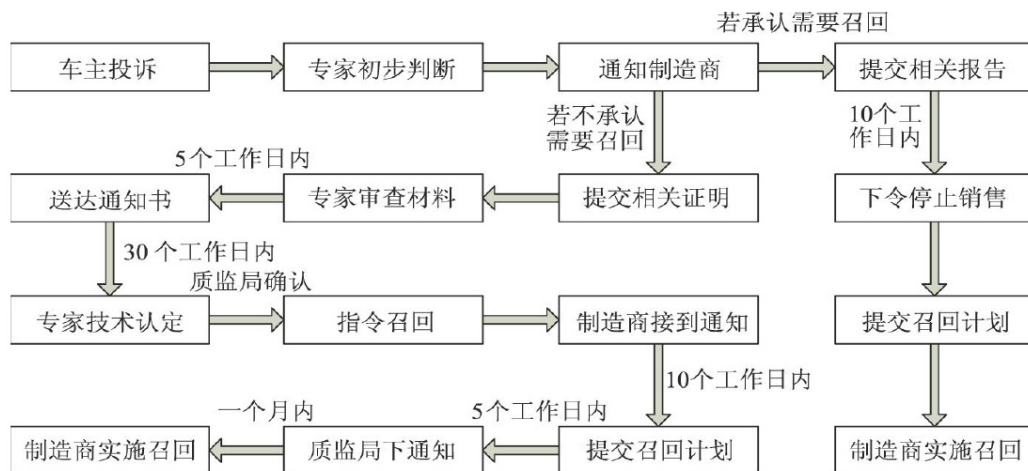 若承认需要召回
车主投诉
专家初步判断
通知制造商
提交相关报告
若不承认
需要召回
10个工
作日内
5个工作日内
送达通知书
专家审查材料
提交相关证明
下令停止销售
30 个工作日内
质监局确认
专家技术认定
指令召回
制造商接到通知
提交召回计划
10个工作日内
一个月内
5个工作日内
制造商实施召回
质监局下通知
提交召回计划
制造商实施召回